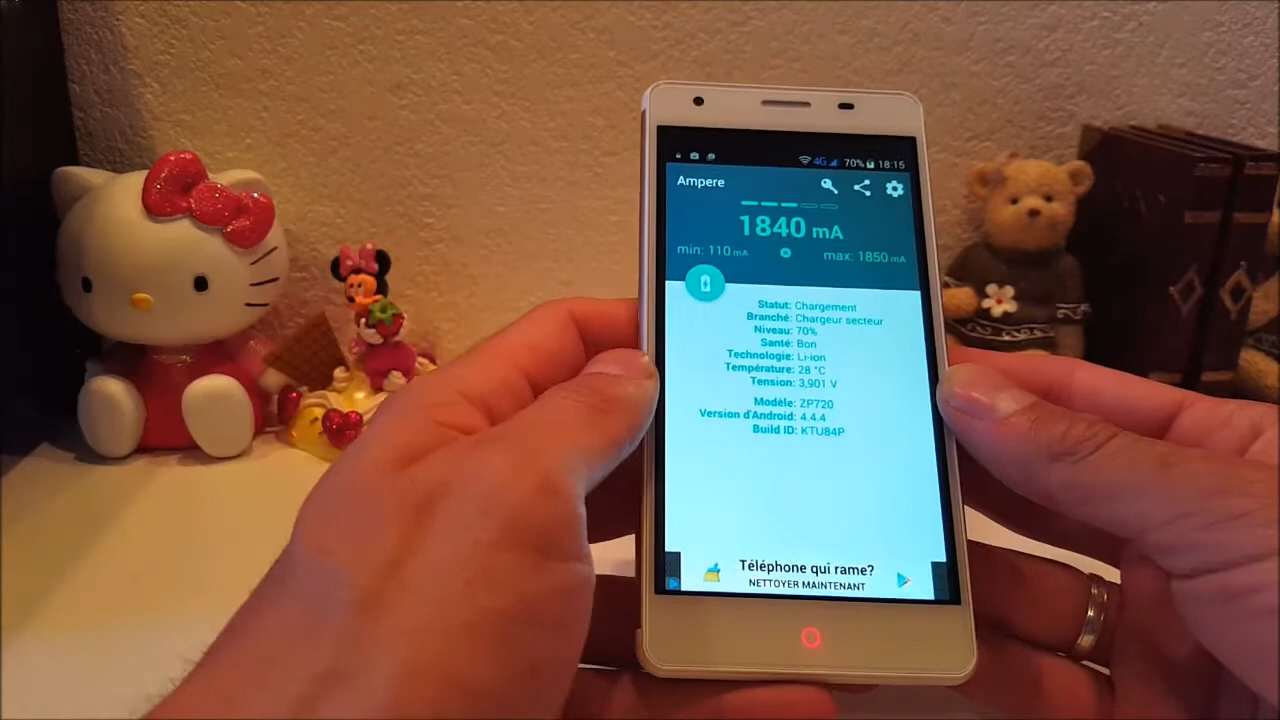 4G 70% 18:15
Ampere
1840 mA
min: 110 mA max: 1850 mA
Statut: Chargement
Branché: Chargeur secteur
Niveau: 70%
Santé: Bon
Technologie: Li-ion
Température: 28 °C
Tension: 3,901 V
Modèle: ZP720
Version d'Android: 4.4.4
Build ID: KTU84P
Téléphone qui rame?
NETTOYER MAINTENANT